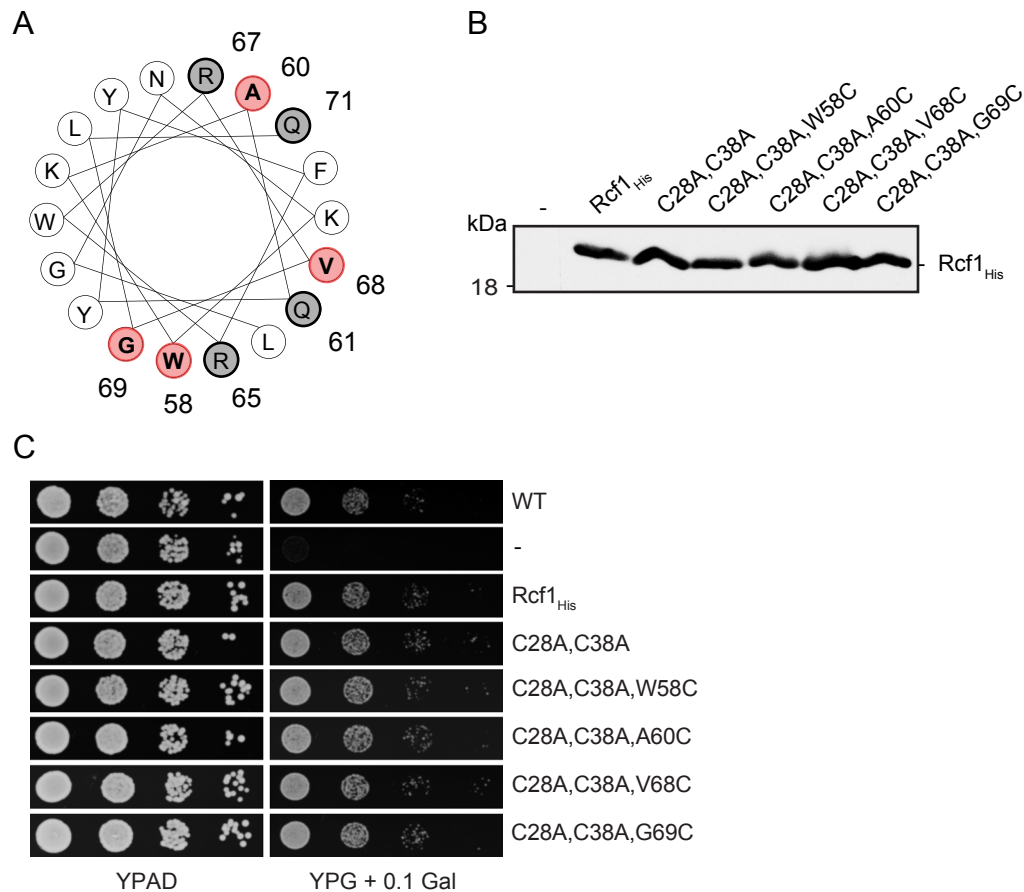 A
67
60
71
R
N
A
Y
Q
L
F
K
K
W
V
G
68
Y
Q
61
G
W
R
L
69
58
65
B
-
Rcf1His
C28A,C38A
C28A,C38A,W58C
C28A,C38A,A60C
C28A,C38A,V68C
C28A,C38A,G69C
kDa
18 -
- Rcf1His
C
WT
-
Rcf1His
C28A,C38A
C28A,C38A,W58C
C28A,C38A,A60C
C28A,C38A,V68C
C28A,C38A,G69C
YPAD YPG + 0.1 Gal